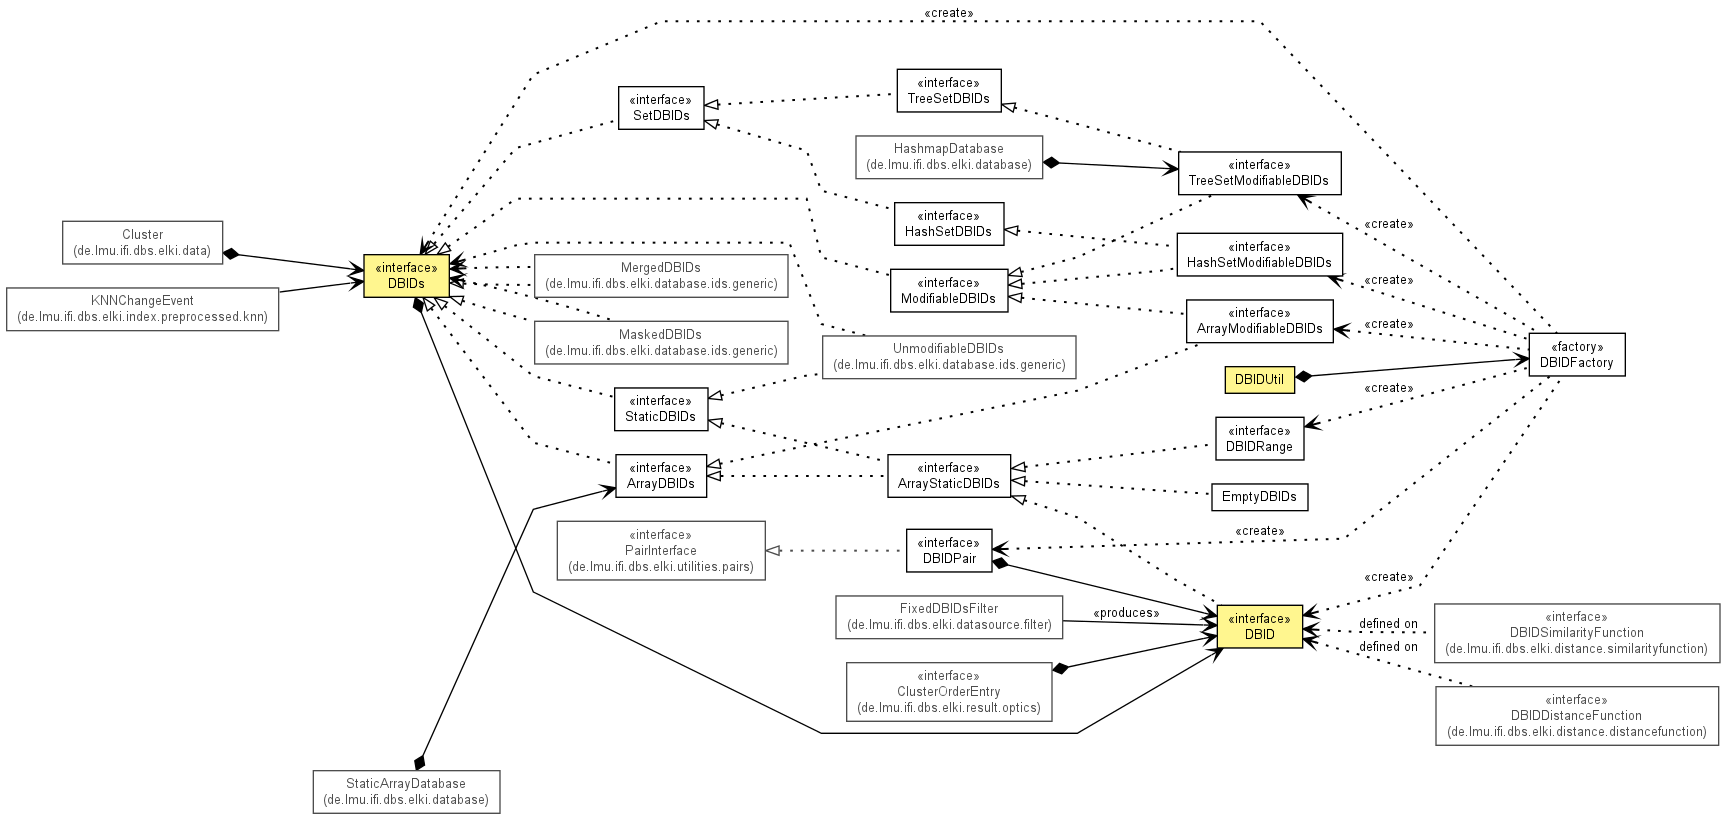 «create»
«interface»
TreeSetDBIDs
«interface»
SetDBIDs
HashmapDatabase
(de.lmu.ifi.dbs.elki.database)
«interface»
TreeSetModifiableDBIDs
«interface»
HashSetDBIDs
«create»
Cluster
(de.lmu.ifi.dbs.elki.data)
«interface»
HashSetModifiableDBIDs
«interface»
DBIDs
MergedDBIDs
(de.lmu.ifi.dbs.elki.database.ids.generic)
«interface»
ModifiableDBIDs
«create»
KNNChangeEvent
(de.lmu.ifi.dbs.elki.index.preprocessed.knn)
«interface»
ArrayModifiableDBIDs
«create»
MaskedDBIDs
(de.lmu.ifi.dbs.elki.database.ids.generic)
UnmodifiableDBIDs
(de.lmu.ifi.dbs.elki.database.ids.generic)
«factory»
DBIDFactory
DBIDUtil
«create»
«interface»
StaticDBIDs
«interface»
DBIDRange
«interface»
ArrayDBIDs
«interface»
ArrayStaticDBIDs
EmptyDBIDs
«interface»
PairInterface
(de.lmu.ifi.dbs.elki.utilities.pairs)
«interface»
DBIDPair
«create»
«create»
FixedDBIDsFilter
(de.lmu.ifi.dbs.elki.datasource.filter)
«produces»
«interface»
DBID
defined on
defined on
«interface»
DBIDSimilarityFunction
(de.lmu.ifi.dbs.elki.distance.similarityfunction)
«interface»
ClusterOrderEntry
(de.lmu.ifi.dbs.elki.result.optics)
«interface»
DBIDDistanceFunction
(de.lmu.ifi.dbs.elki.distance.distancefunction)
StaticArrayDatabase
(de.lmu.ifi.dbs.elki.database)